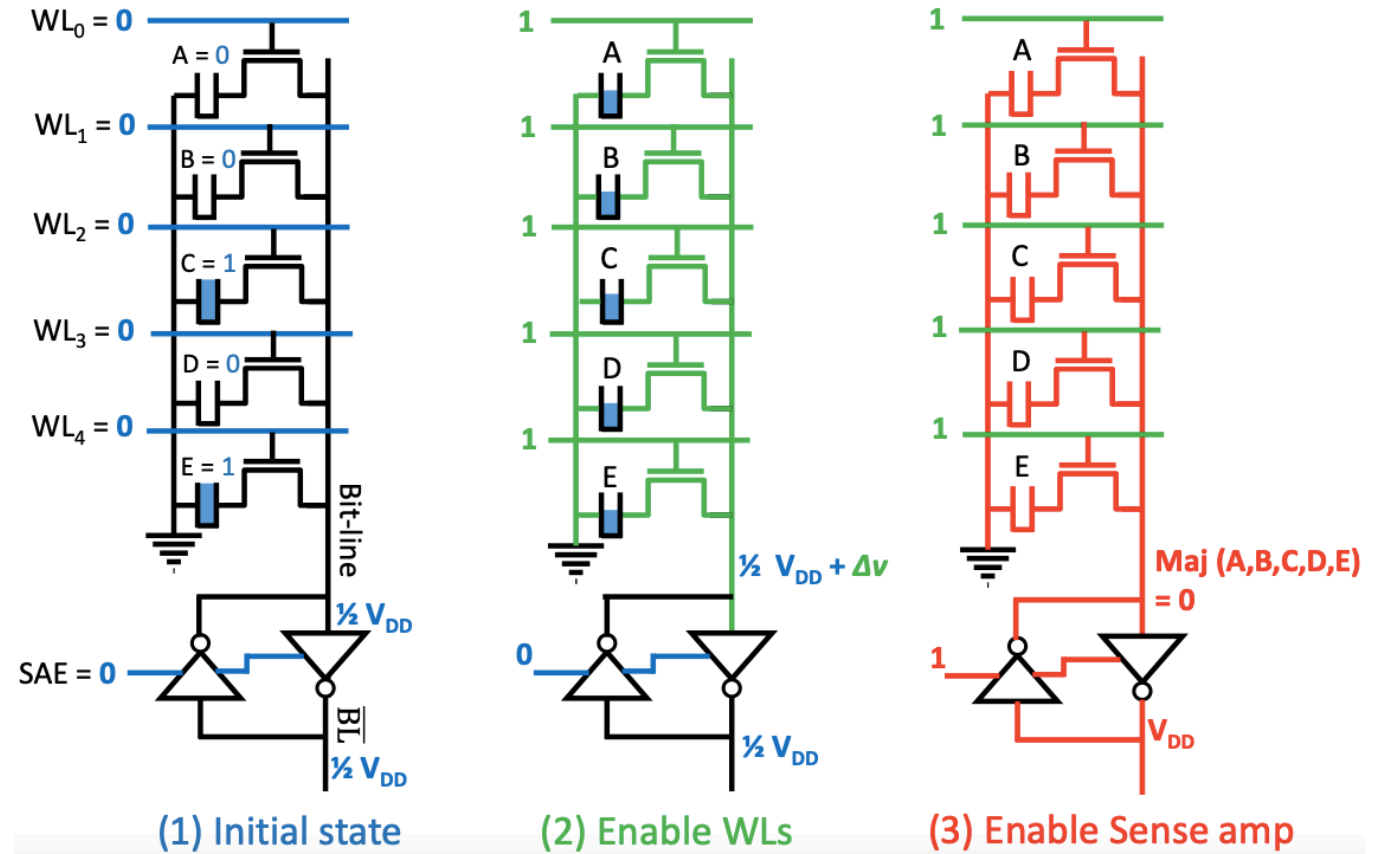 WL0 = 0
A = 0
WL1 = 0
B = 0
WL2 = 0
C = 1
WL3 = 0
D = 0
WL4 = 0
E = 1
Bit-line
½ VDD
SAE = 0
B̅L̅
½ VDD
(1) Initial state
1
A
1
B
1
C
1
D
1
E
½ VDD + Δv
0
½ VDD
(2) Enable WLs
1
A
1
B
1
C
1
D
1
E
Maj (A,B,C,D,E)
= 0
1
VDD
(3) Enable Sense amp